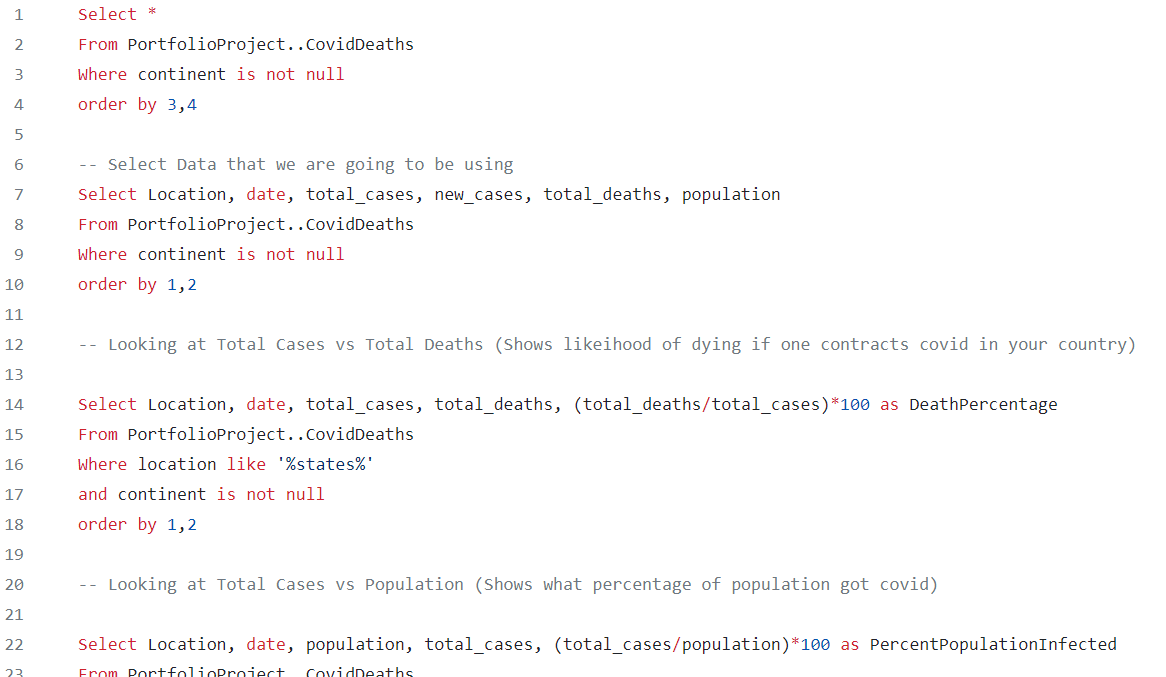 1 Select *
2 From PortfolioProject..CovidDeaths
3 Where continent is not null
4 order by 3,4
5
6 -- Select Data that we are going to be using
7 Select Location, date, total_cases, new_cases, total_deaths, population
8 From PortfolioProject..CovidDeaths
9 Where continent is not null
10 order by 1,2
11
12 -- Looking at Total Cases vs Total Deaths (Shows likeihood of dying if one contracts covid in your country)
13
14 Select Location, date, total_cases, total_deaths, (total_deaths/total_cases)*100 as DeathPercentage
15 From PortfolioProject..CovidDeaths
16 Where location like '%states%'
17 and continent is not null
18 order by 1,2
19
20 -- Looking at Total Cases vs Population (Shows what percentage of population got covid)
21
22 Select Location, date, population, total_cases, (total_cases/population)*100 as PercentPopulationInfected
23 From PortfolioProject..CovidDeaths